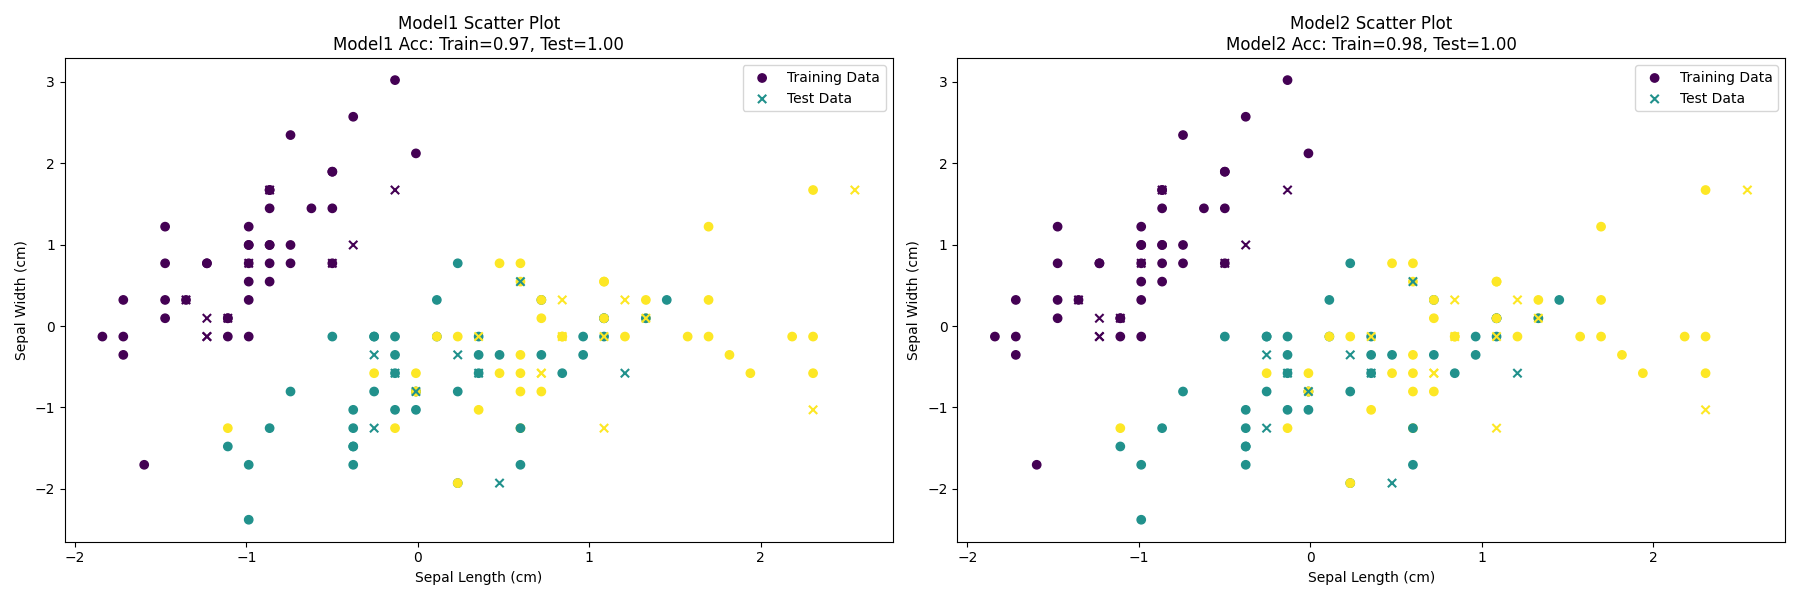 Model1 Scatter Plot
Model1 Acc: Train=0.97, Test=1.00
Training Data
Test Data
3
2
1
0
−1
−2
Sepal Width (cm)
−2 −1 0 1 2
Sepal Length (cm)
Model2 Scatter Plot
Model2 Acc: Train=0.98, Test=1.00
Training Data
Test Data
3
2
1
0
−1
−2
Sepal Width (cm)
−2 −1 0 1 2
Sepal Length (cm)